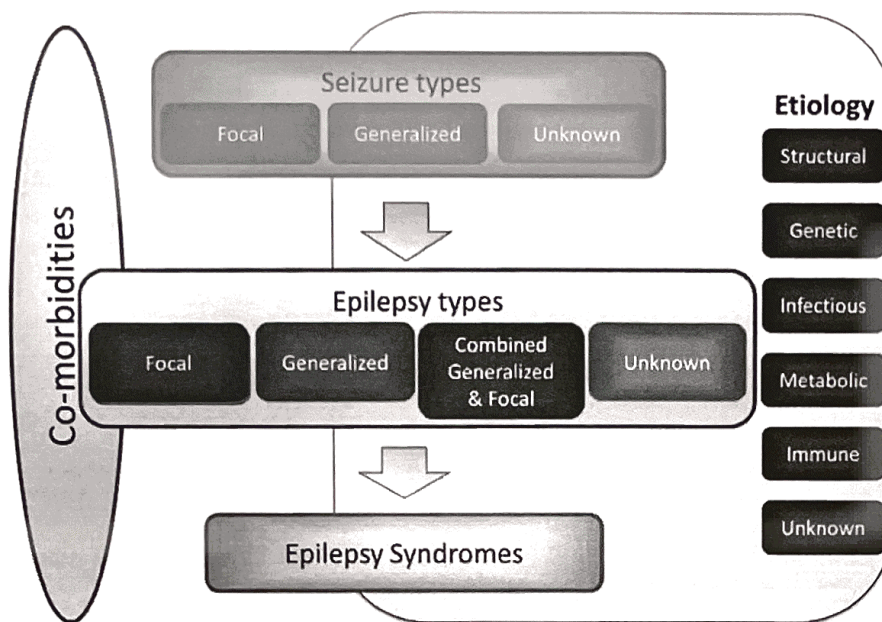 Seizure types
Focal
Generalized
Unknown
Co-morbidities
Epilepsy types
Focal
Generalized
Combined
Generalized
& Focal
Unknown
Epilepsy Syndromes
Etiology
Structural
Genetic
Infectious
Metabolic
Immune
Unknown